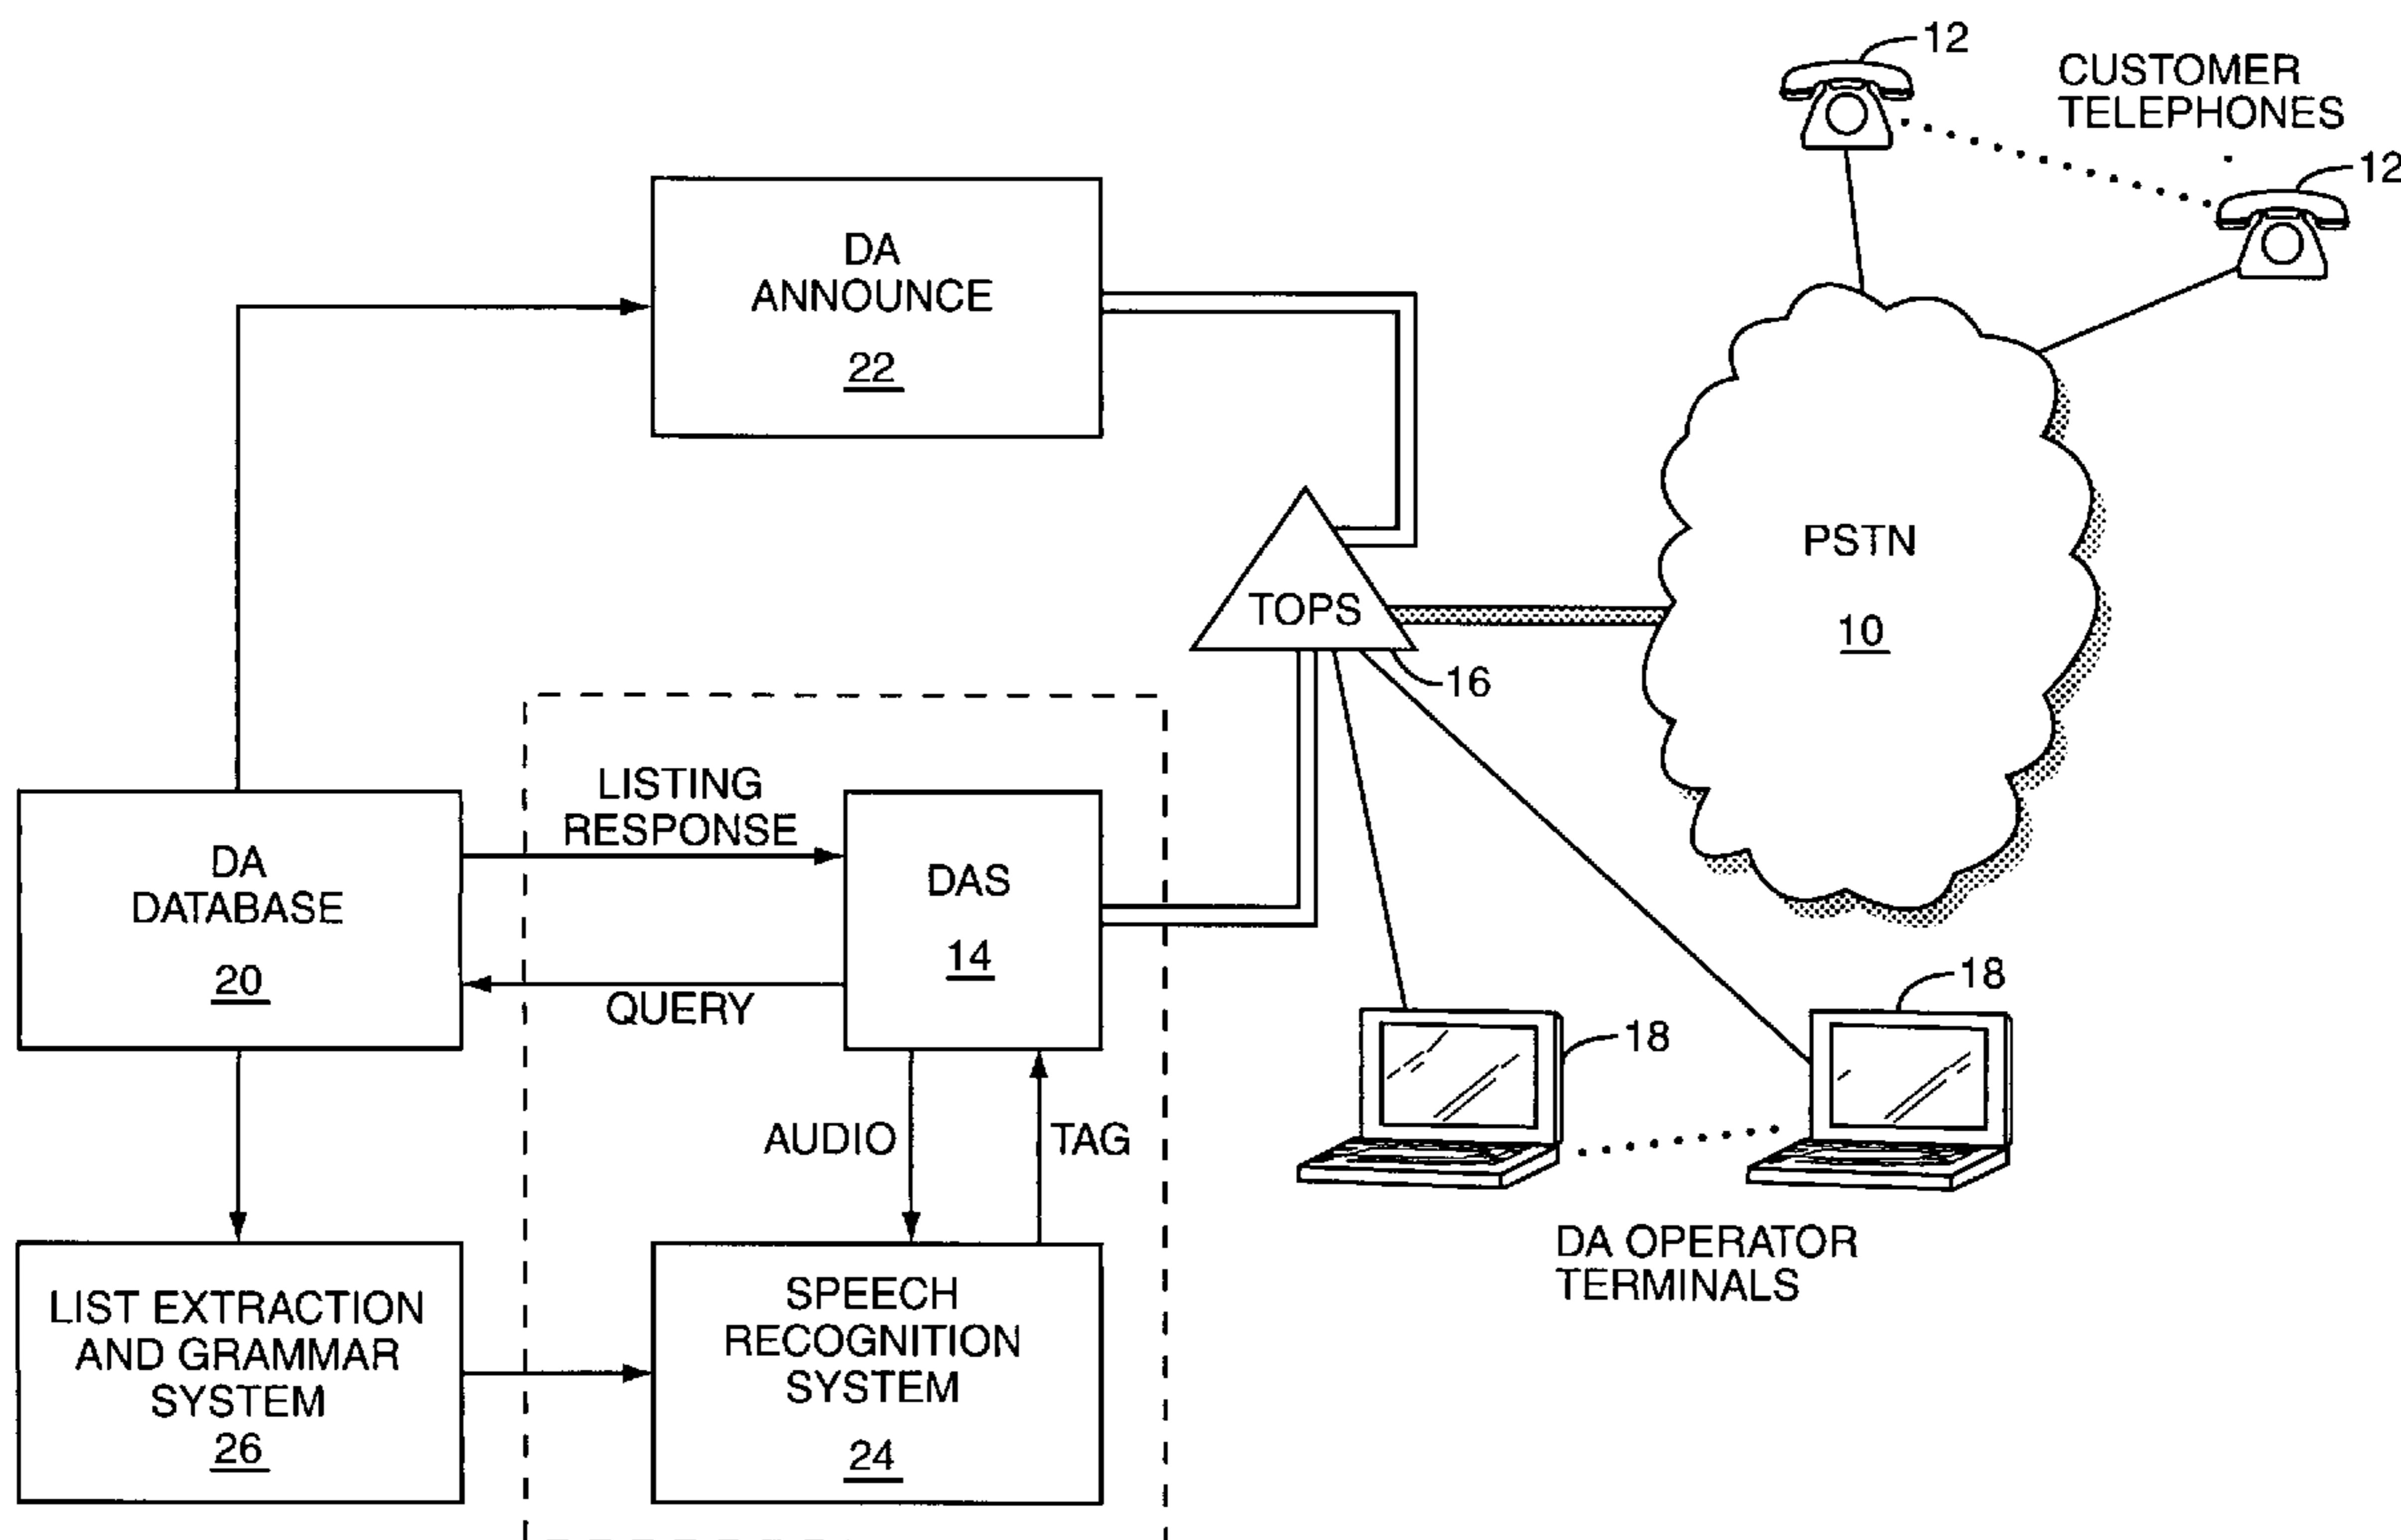 12
CUSTOMER
TELEPHONES
12
DA
ANNOUNCE
22
PSTN
10
TOPS
16
LISTING
RESPONSE
DA
DATABASE
20
DAS
14
QUERY
18
18
AUDIO
TAG
DA OPERATOR
TERMINALS
LIST EXTRACTION
AND GRAMMAR
SYSTEM
26
SPEECH
RECOGNITION
SYSTEM
24